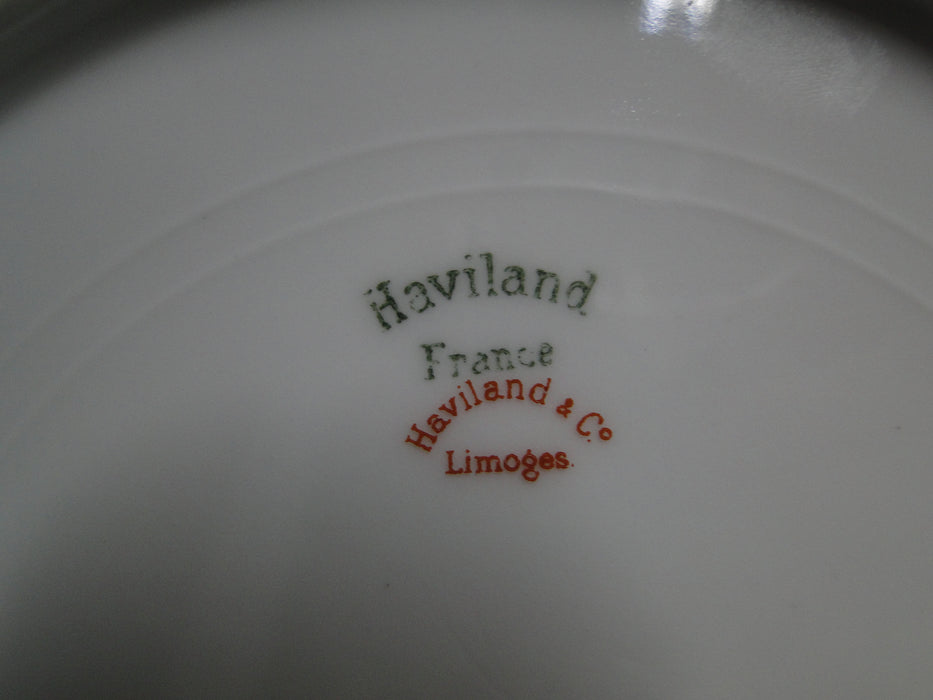 Haviland
France
Haviland & Co
Limoges.